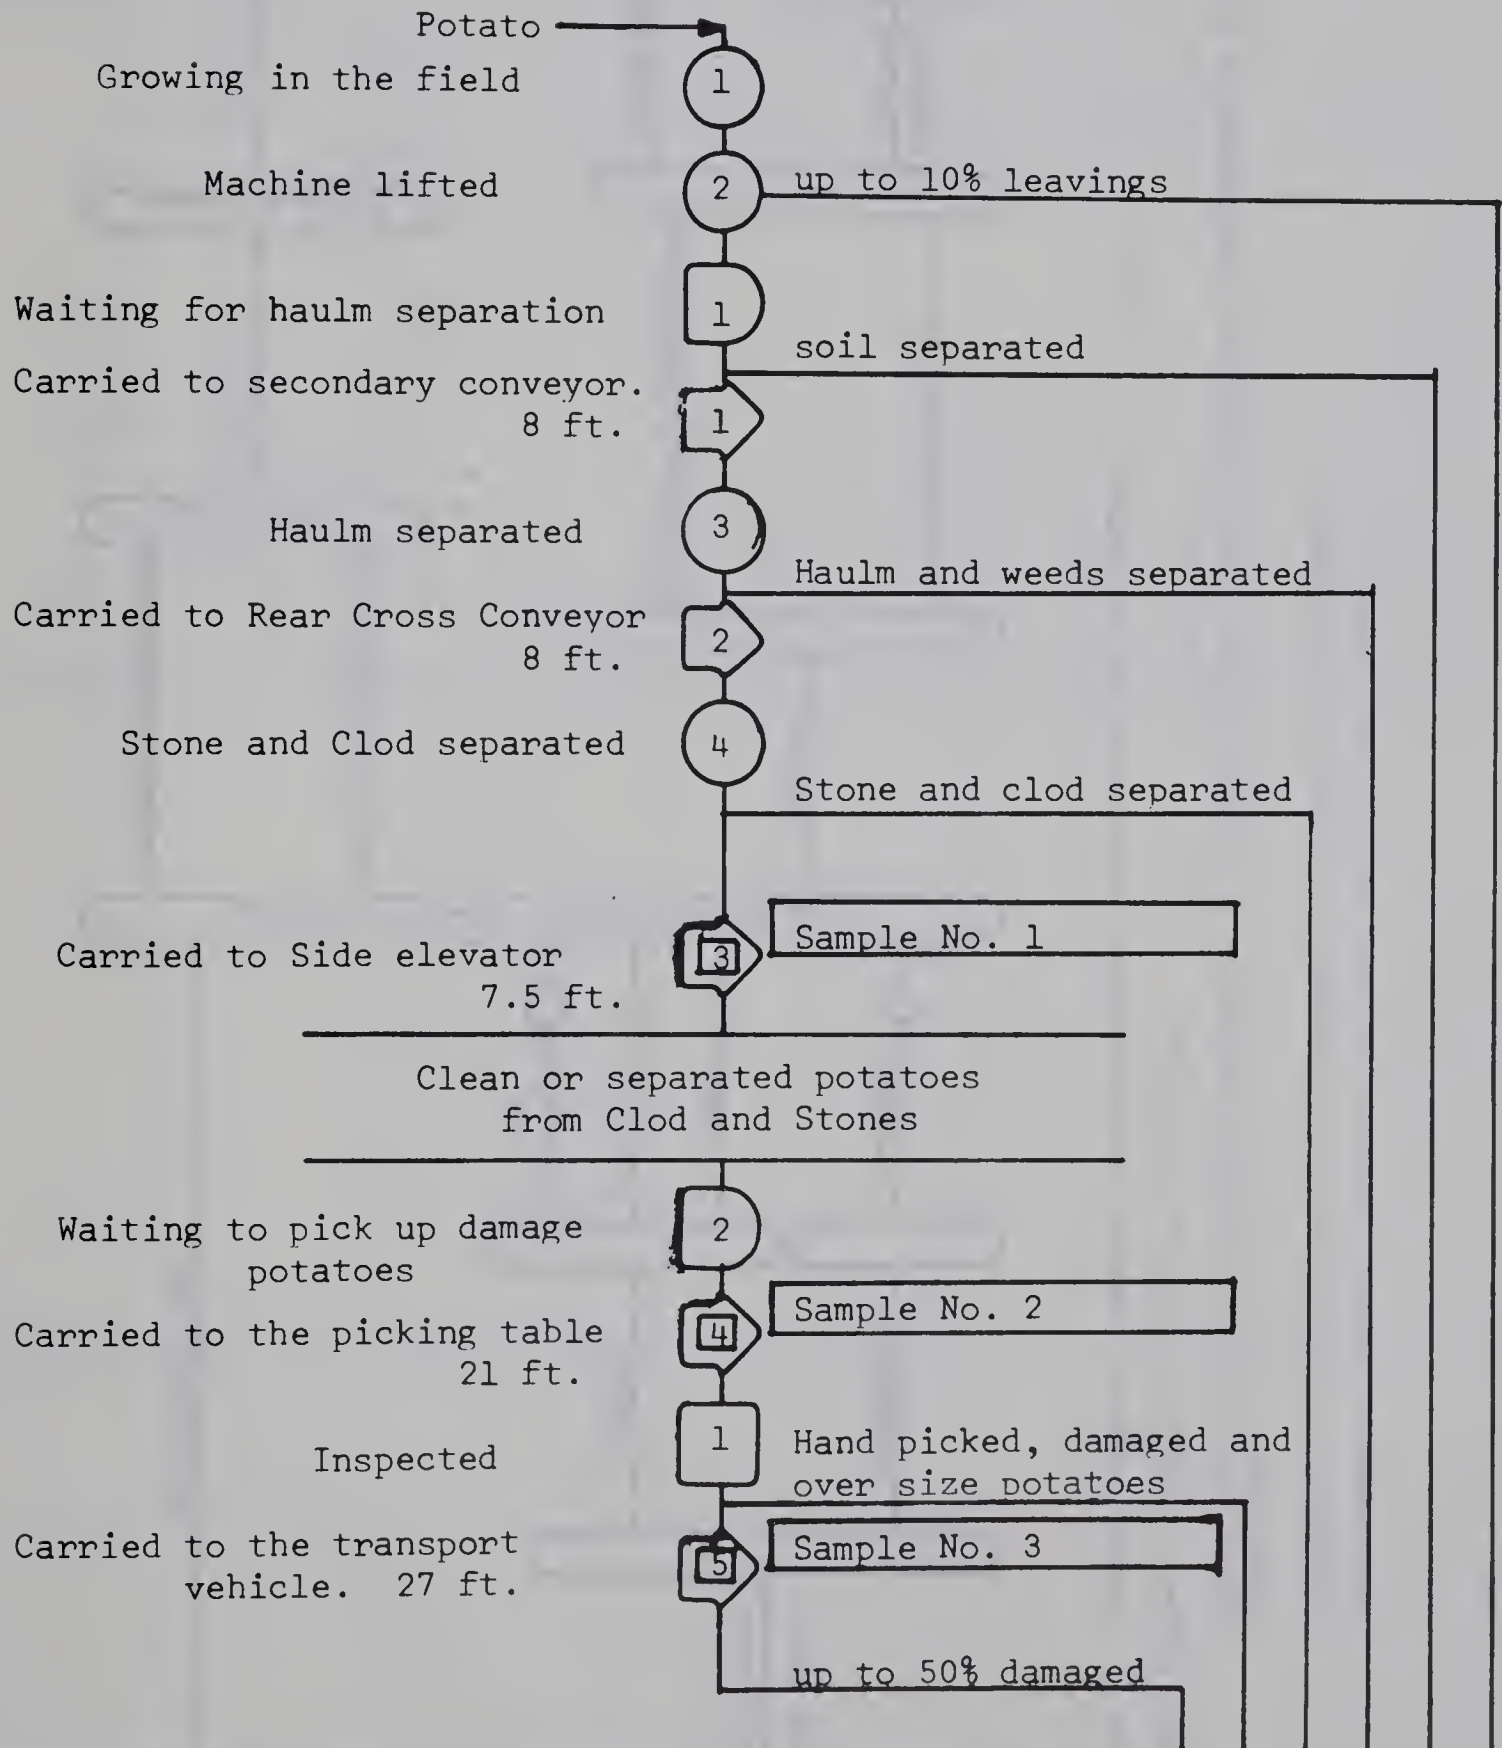 Potato
Growing in the field
1
Machine lifted
2
up to 10% leavings
Waiting for haulm separation
1
soil separated
Carried to secondary conveyor.
8 ft.
1
Haulm separated
3
Haulm and weeds separated
Carried to Rear Cross Conveyor
8 ft.
2
Stone and Clod separated
4
Stone and clod separated
Carried to Side elevator
7.5 ft.
3
Sample No. 1
Clean or separated potatoes
from Clod and Stones
Waiting to pick up damage
potatoes
2
Carried to the picking table
21 ft.
4
Sample No. 2
Inspected
1
Hand picked, damaged and
over size potatoes
Carried to the transport
vehicle. 27 ft.
5
Sample No. 3
up to 50% damaged